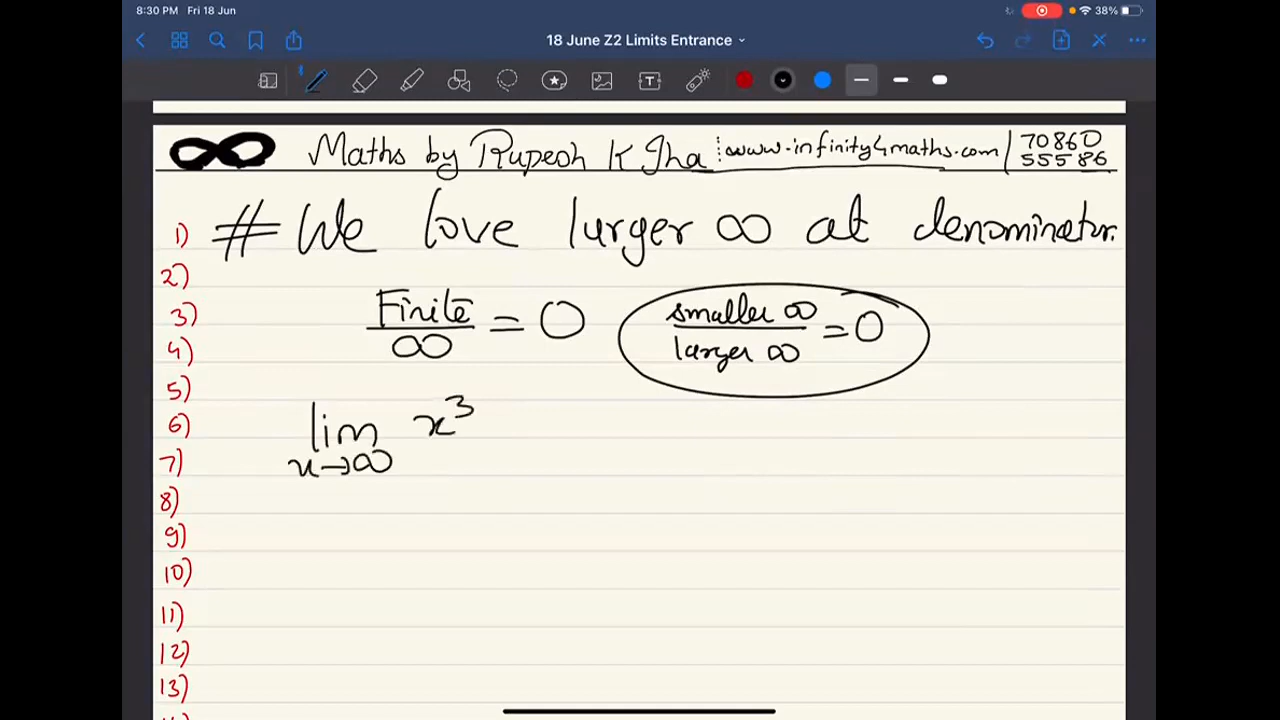 8:30 PM Fri 18 Jun 38%
18 June Z2 Limits Entrance
∞ Maths by Rupesh K Jha www.infinity4maths.com 70860
55586
1) # We love larger ∞ at denominator.
2)
3) Finite/∞ = 0 smaller ∞/larger ∞ = 0
4)
5)
6) lim x→∞ x³
7)
8)
9)
10)
11)
12)
13)